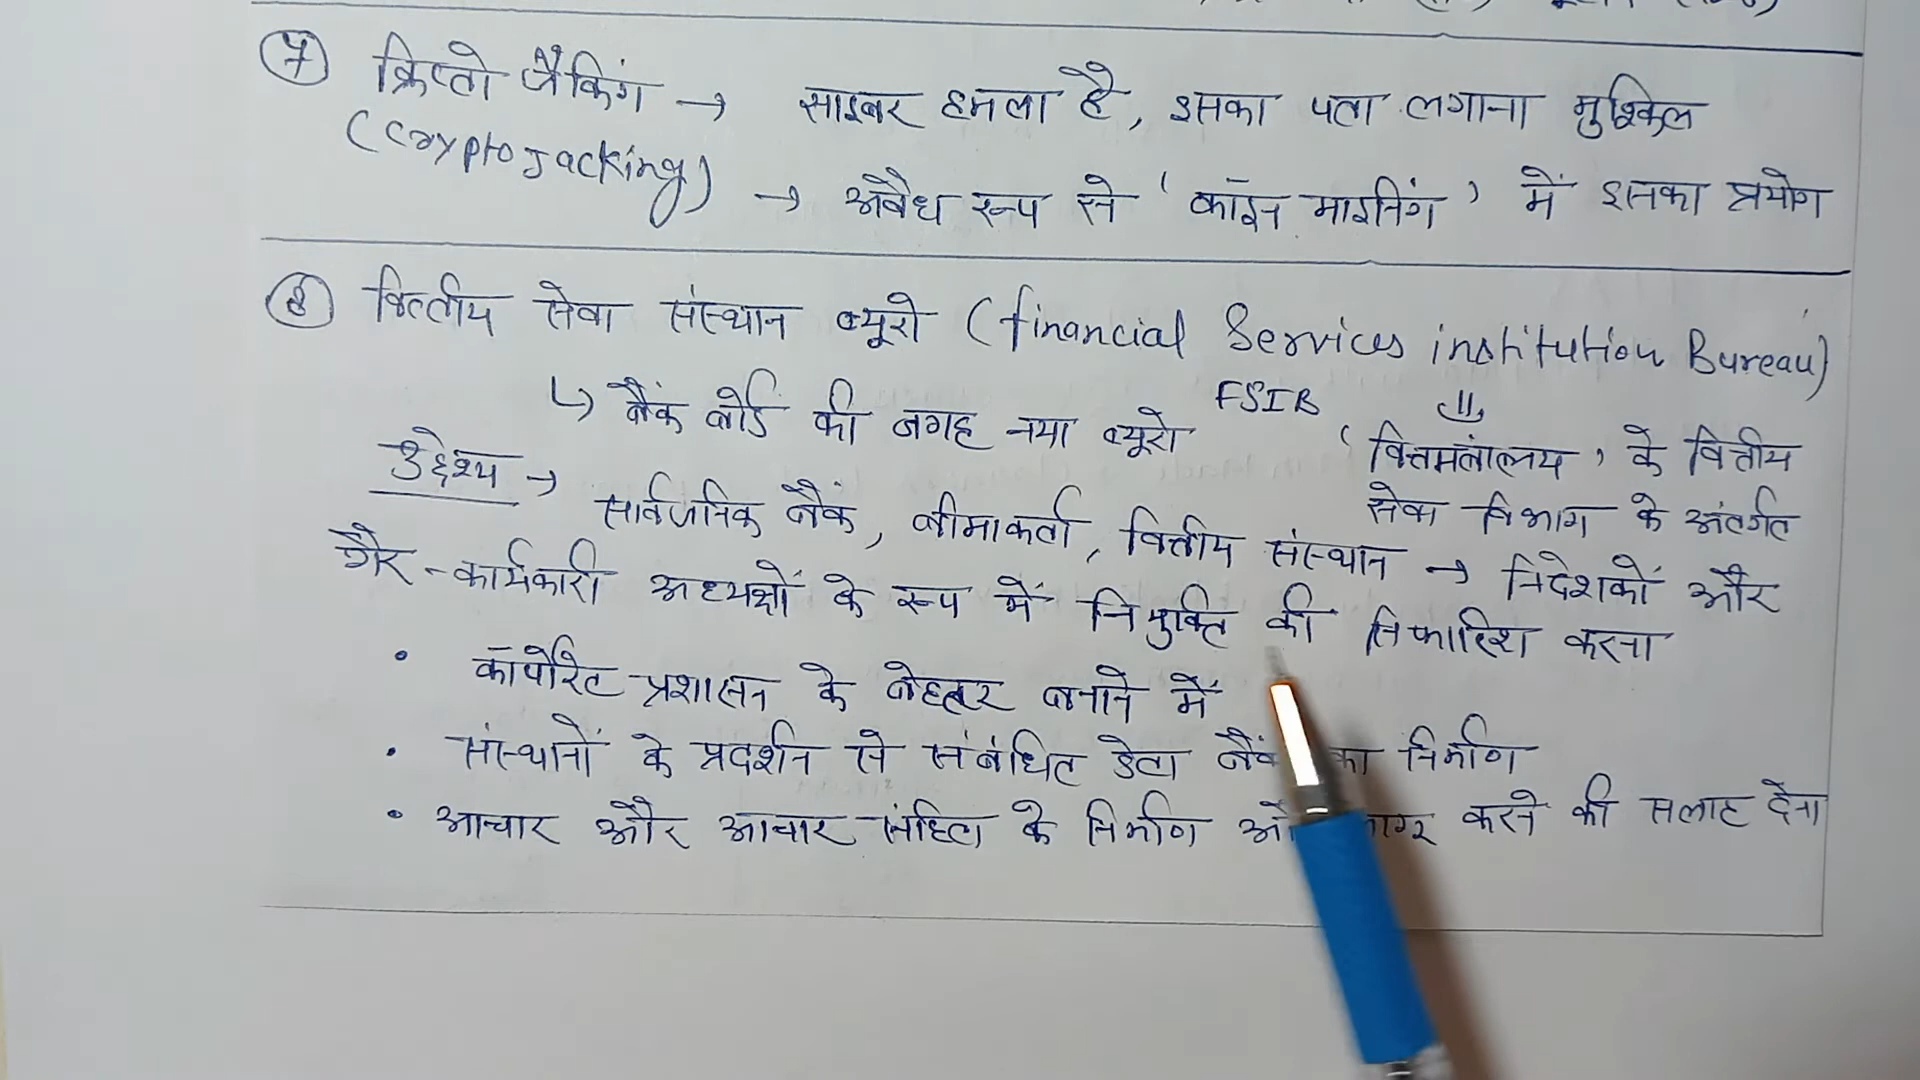 ⑦ क्रिप्टो जैकिंग → साइबर हमला है, इसका पता लगाना मुश्किल
(Crypto Jacking) → अवैध रूप से ' कॉइन माइनिंग ' में इसका प्रयोग
⑧ वित्तीय सेवा संस्थान ब्यूरो (financial Services institution Bureau)
↳ बैंक बोर्ड की जगह नया ब्यूरो FSIB
' वित्तमंत्रालय ' के वित्तीय
सेवा विभाग के अंतर्गत
उद्देश्य → सार्वजनिक बैंक, बीमाकर्ता, वित्तीय संस्थान → निदेशकों और
गैर-कार्यकारी अध्यक्षों के रूप में नियुक्ति की सिफारिश करना
• कॉर्पोरेट प्रशासन के बेहतर बनाने में
• संस्थानों के प्रदर्शन से संबंधित डेटा का निर्माण
• आचार और आचार संहिता के निर्माण करने की सलाह देना